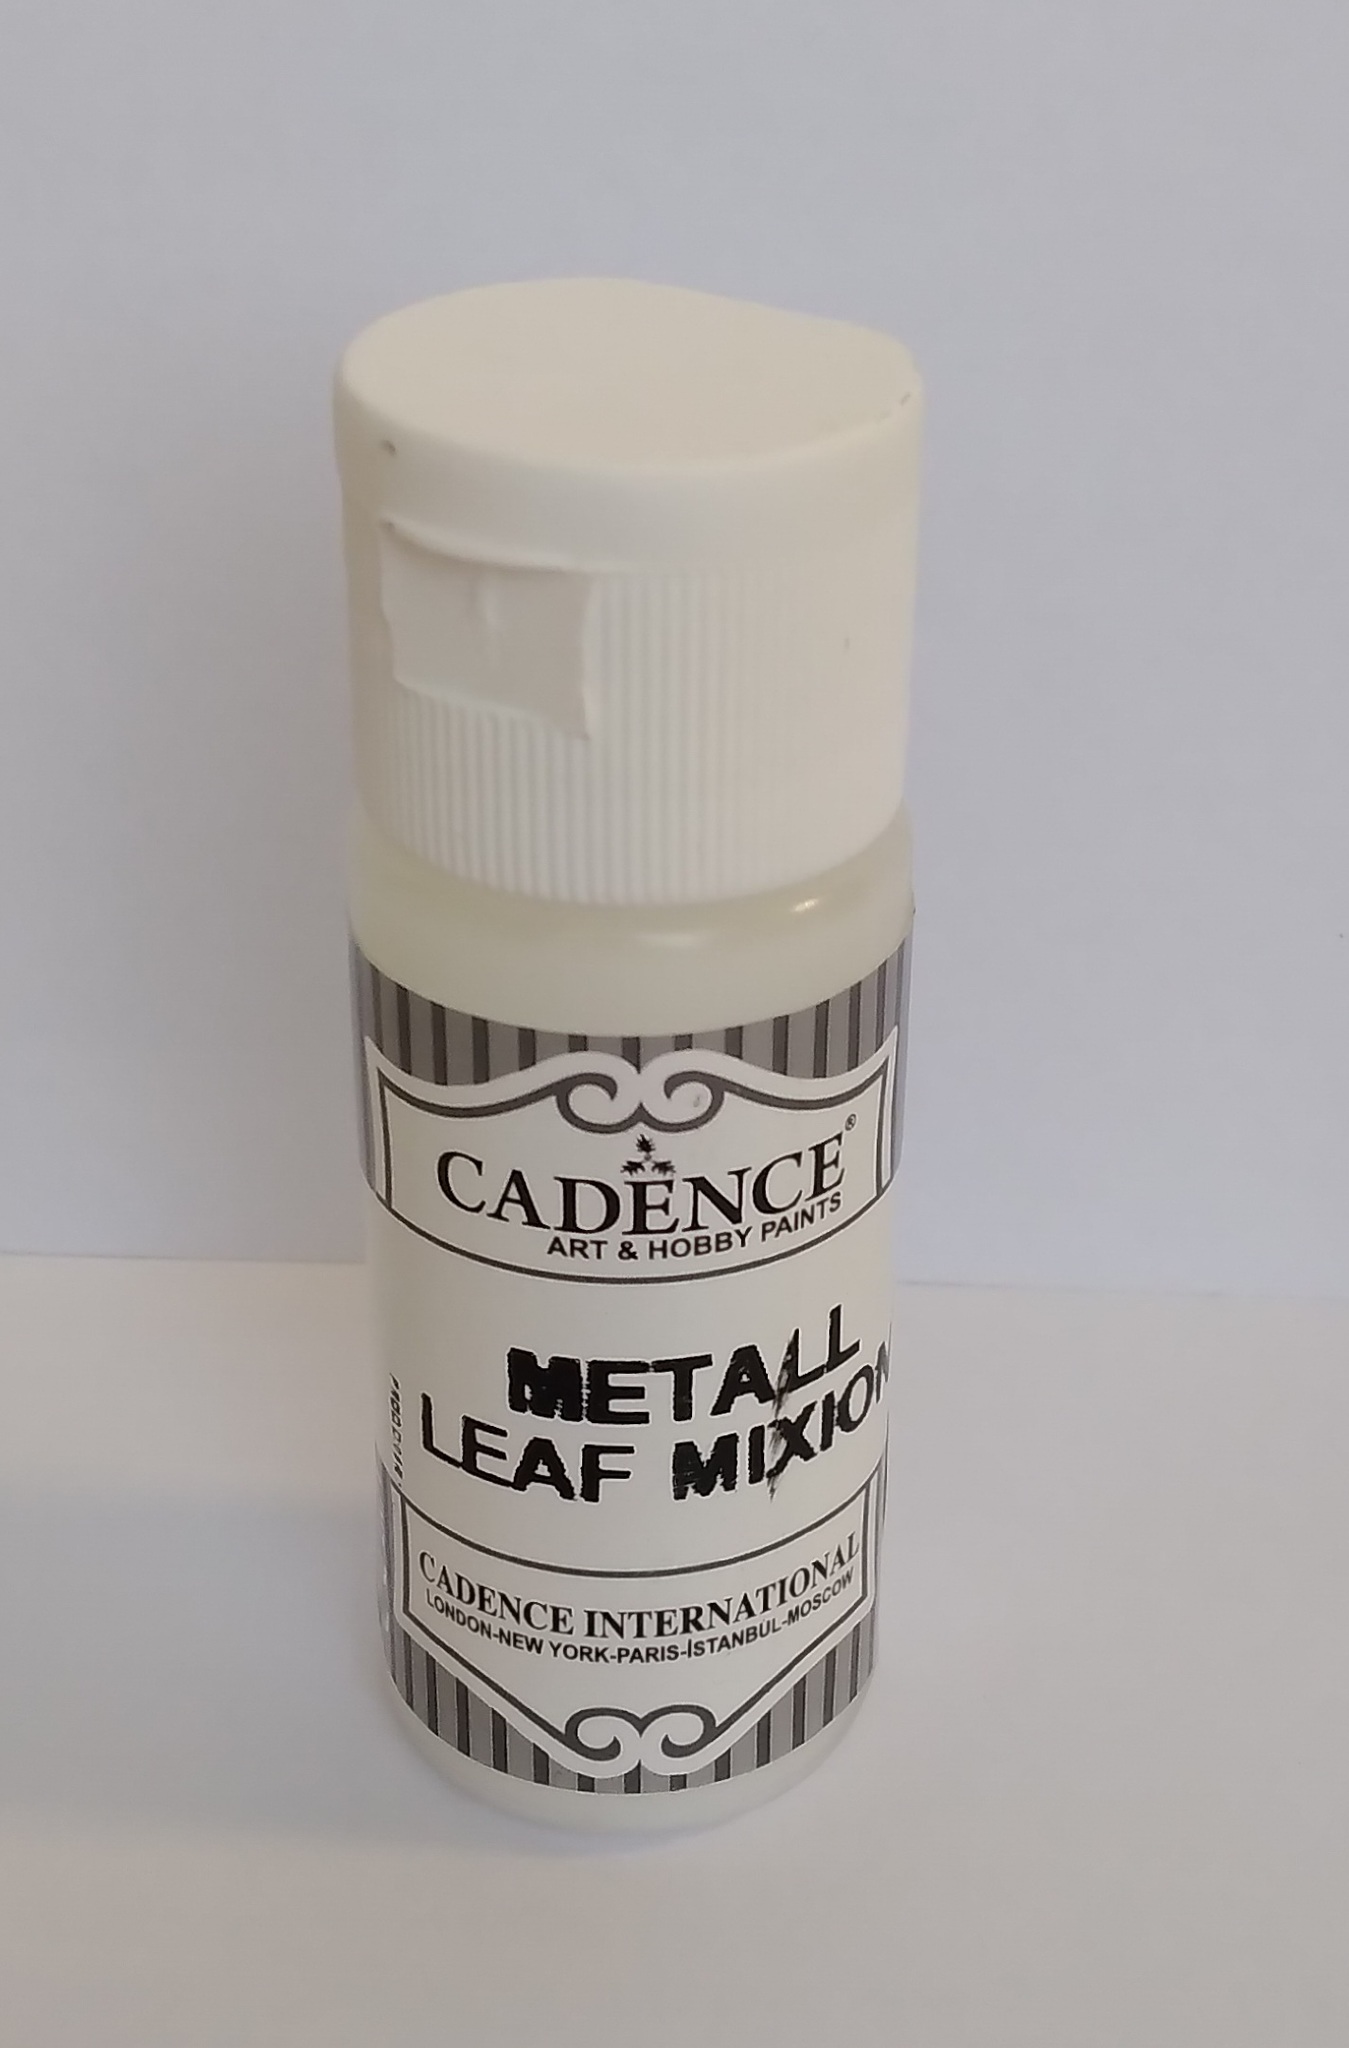 CADENCE®
ART & HOBBY PAINTS
METALL
LEAF MIXION
CADENCE INTERNATIONAL
LONDON-NEW YORK-PARIS-İSTANBUL-MOSCOW